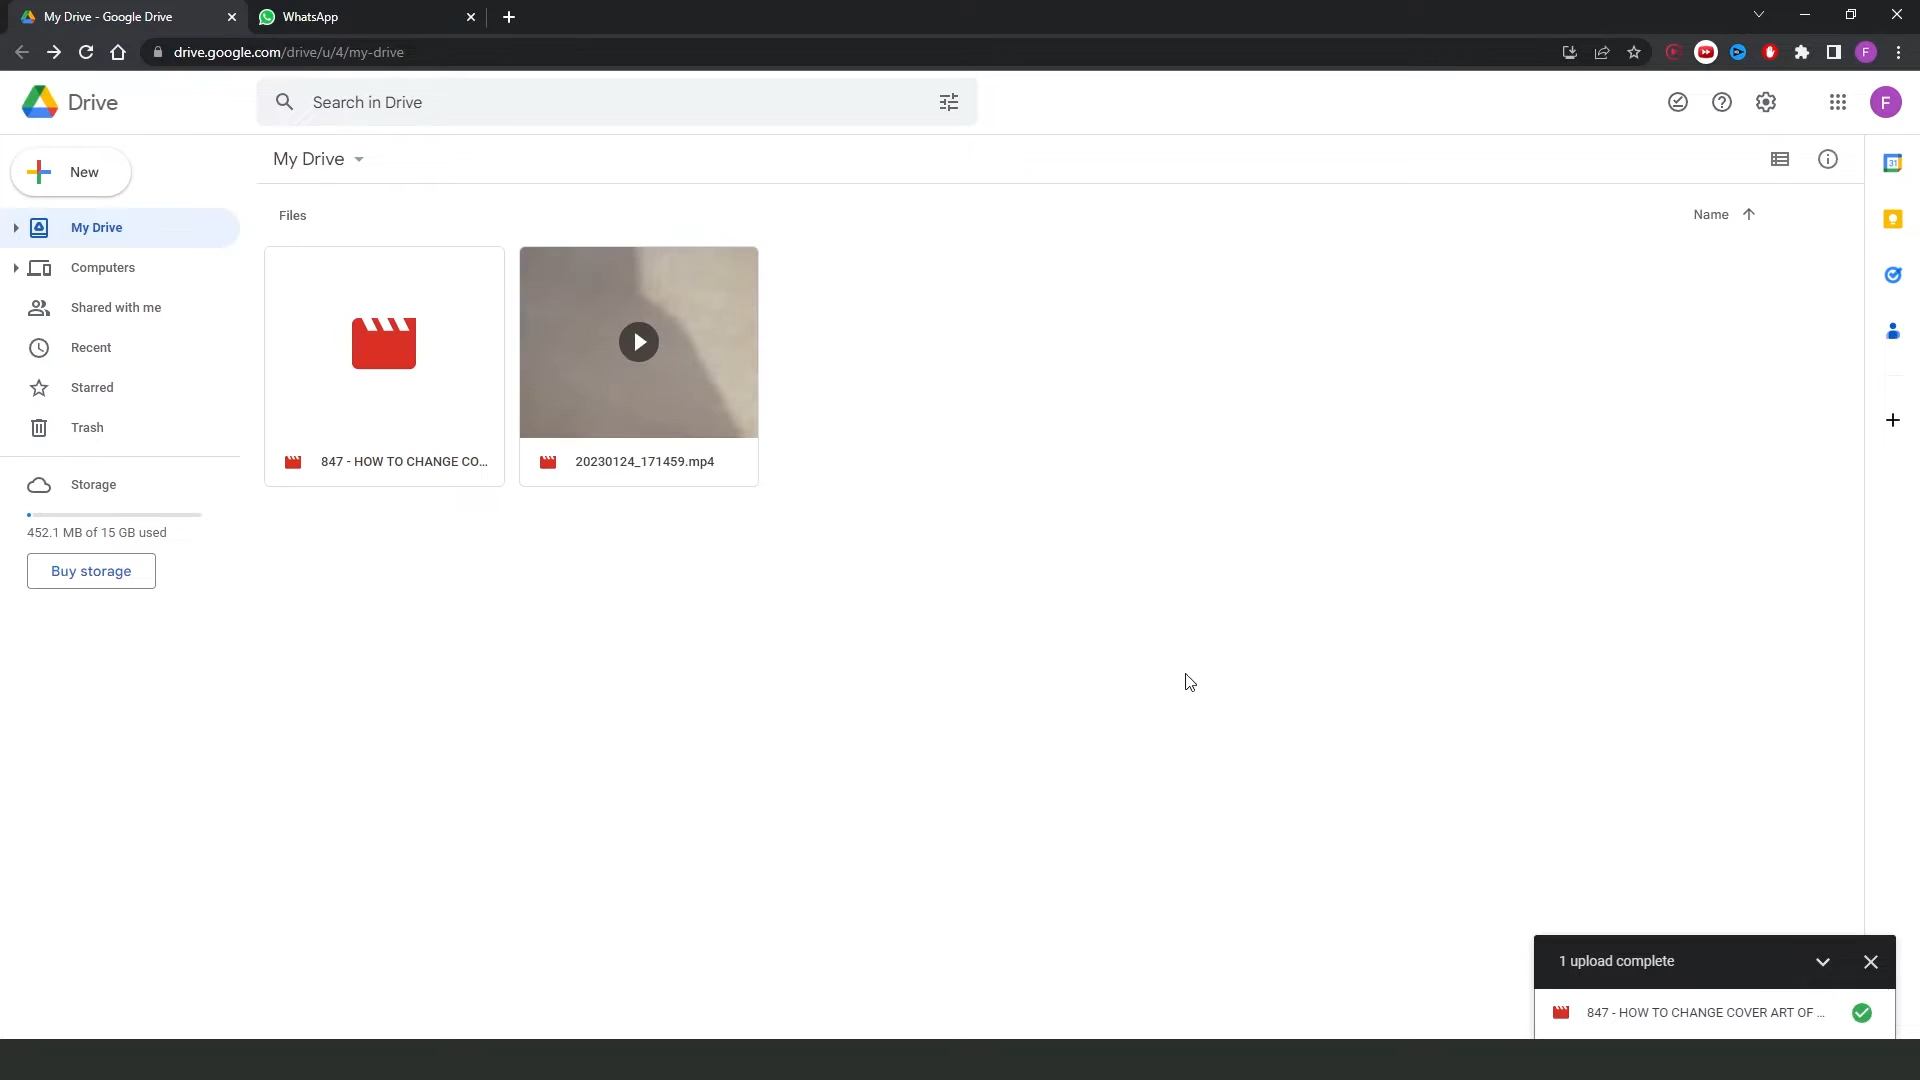 My Drive - Google Drive
WhatsApp
drive.google.com/drive/u/4/my-drive
F
Drive
Search in Drive
F
New
My Drive
Name
31
My Drive
Files
Computers
Shared with me
Recent
Starred
Trash
847 - HOW TO CHANGE CO...
20230124_171459.mp4
Storage
452.1 MB of 15 GB used
Buy storage
1 upload complete
847 - HOW TO CHANGE COVER ART OF ...